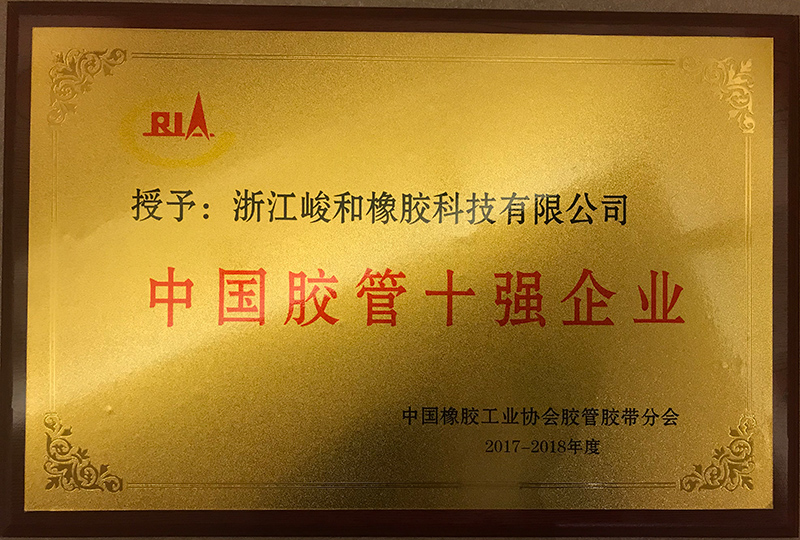 RIA
授予：浙江峻和橡胶科技有限公司
中国胶管十强企业
中国橡胶工业协会胶管胶带分会
2017-2018年度